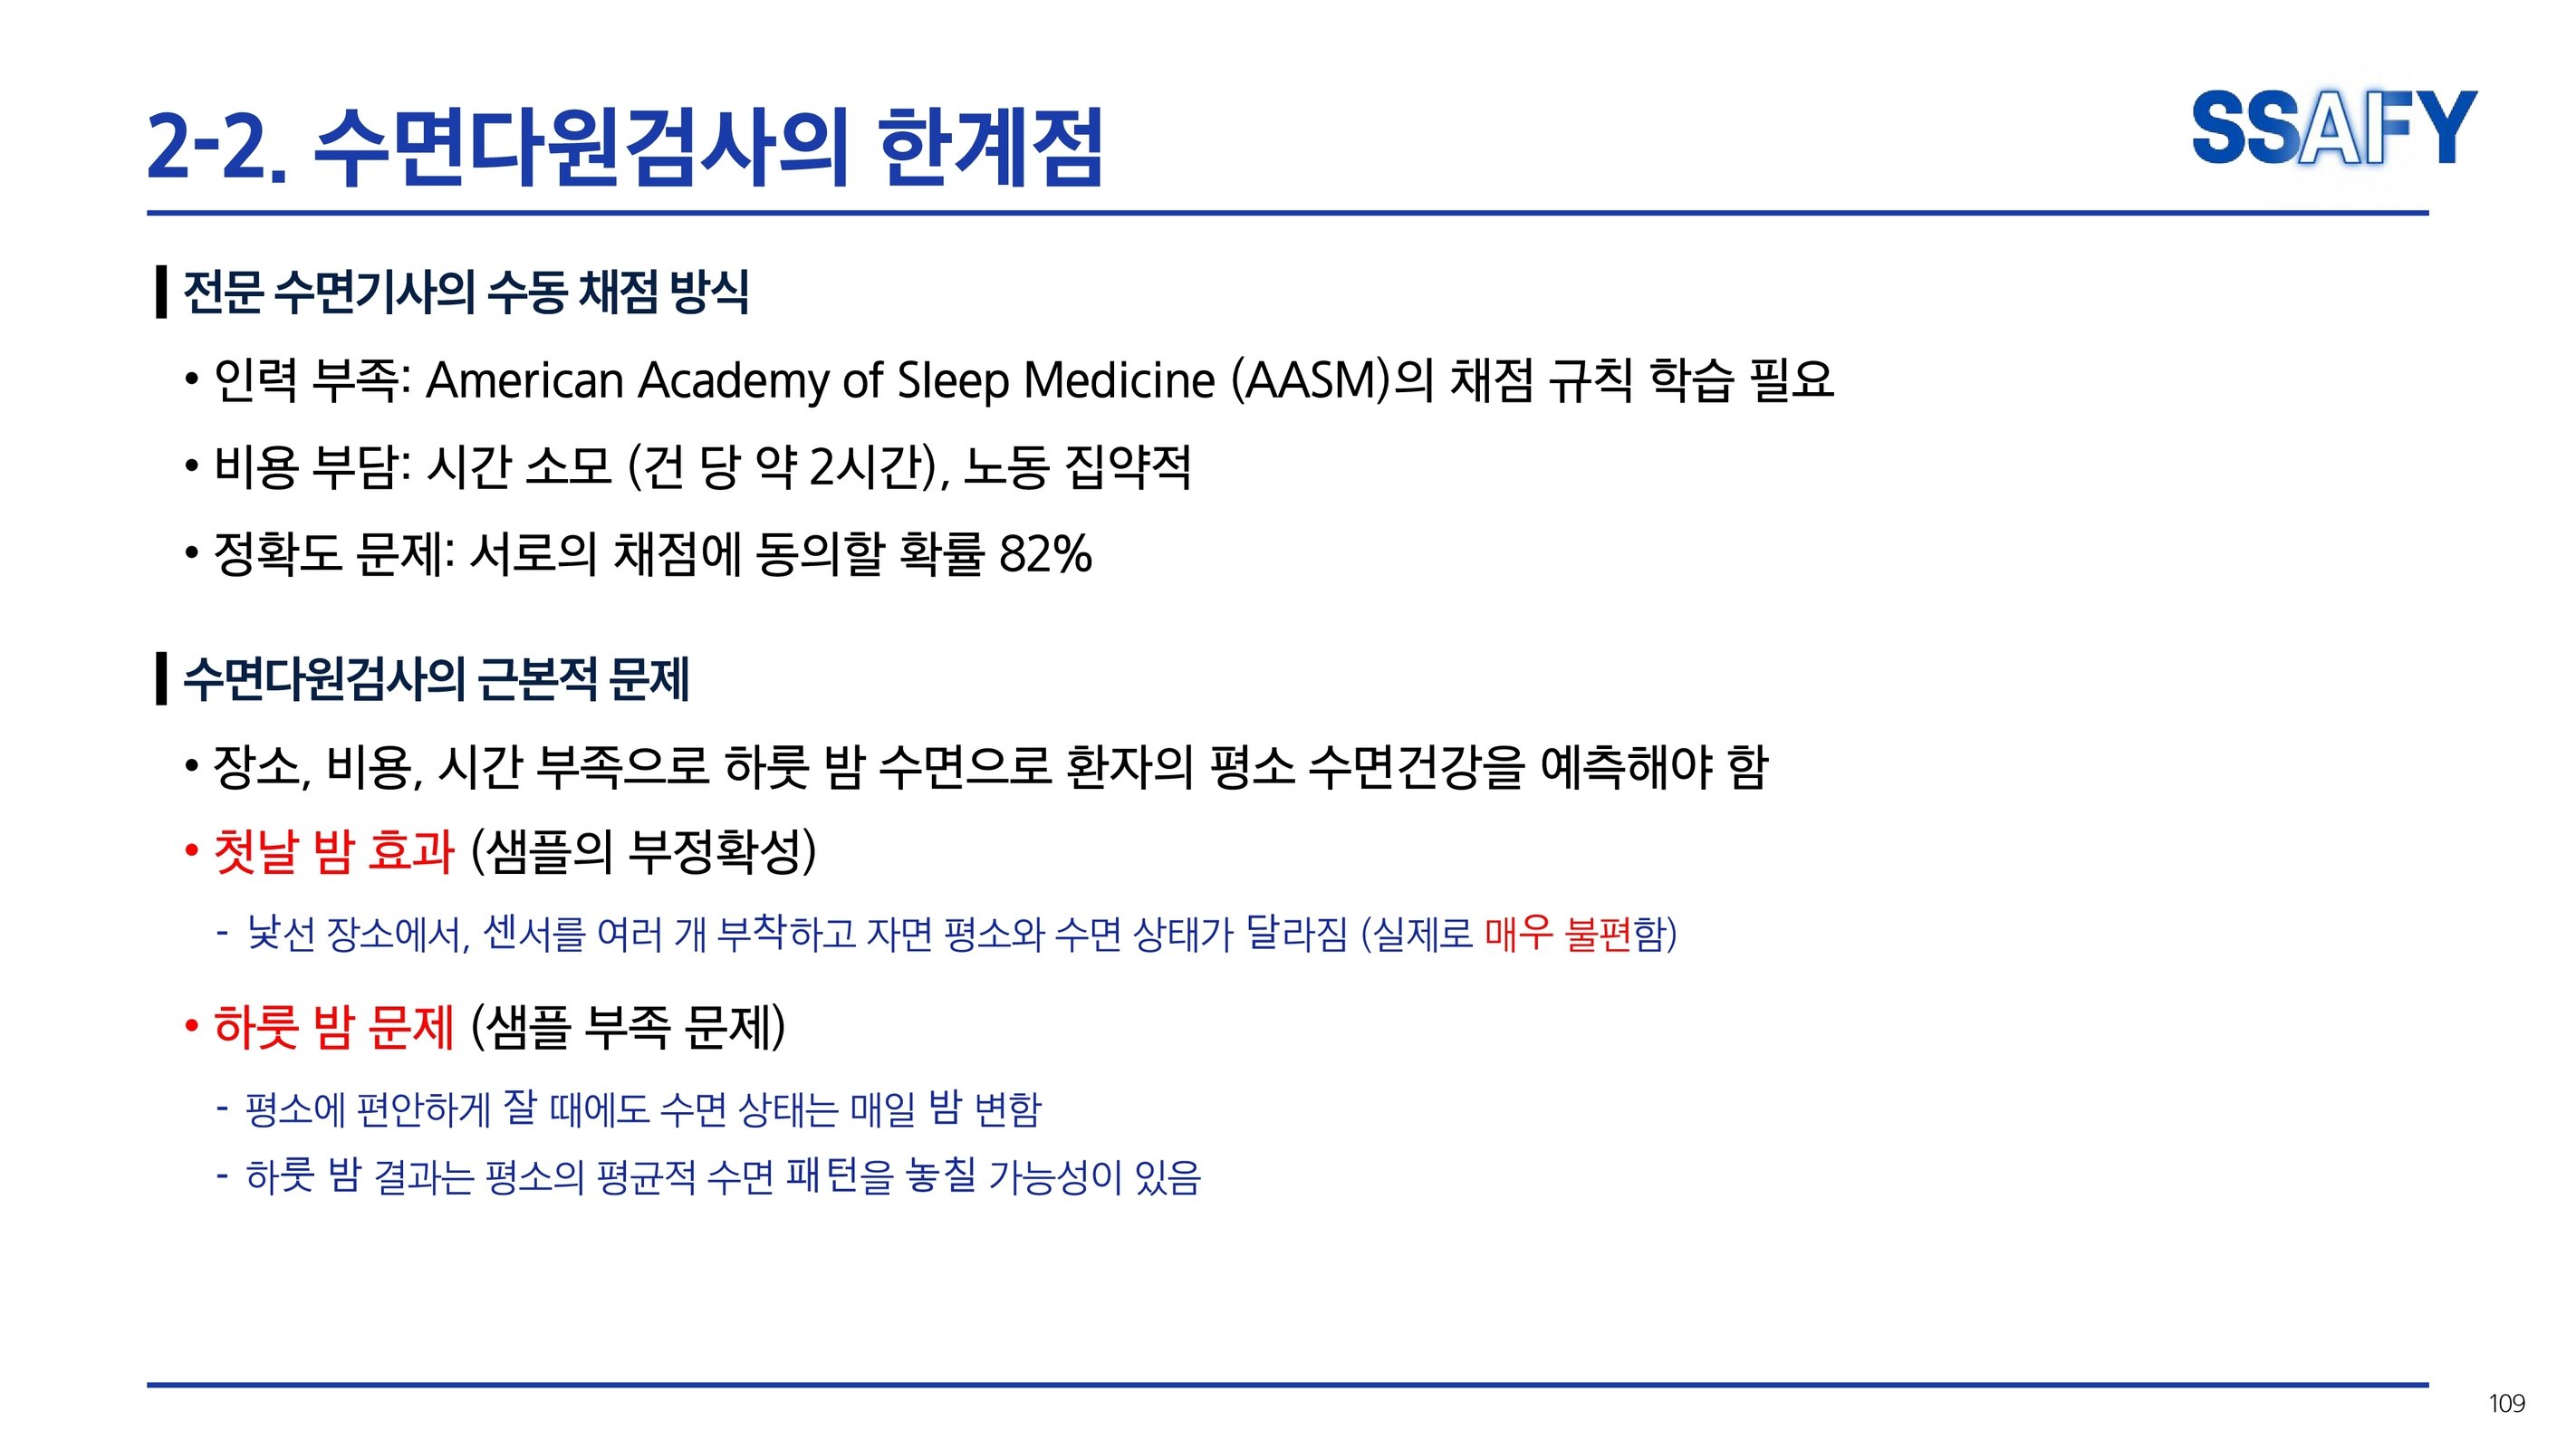 2-2. 수면다원검사의 한계점
SSAFY
전문 수면기사의 수동 채점 방식
• 인력 부족: American Academy of Sleep Medicine (AASM)의 채점 규칙 학습 필요
• 비용 부담: 시간 소모 (건 당 약 2시간), 노동 집약적
• 정확도 문제: 서로의 채점에 동의할 확률 82%
수면다원검사의 근본적 문제
• 장소, 비용, 시간 부족으로 하룻 밤 수면으로 환자의 평소 수면건강을 예측해야 함
• 첫날 밤 효과 (샘플의 부정확성)
- 낯선 장소에서, 센서를 여러 개 부착하고 자면 평소와 수면 상태가 달라짐 (실제로 매우 불편함)
• 하룻 밤 문제 (샘플 부족 문제)
- 평소에 편안하게 잘 때에도 수면 상태는 매일 밤 변함
- 하룻 밤 결과는 평소의 평균적 수면 패턴을 놓칠 가능성이 있음
109